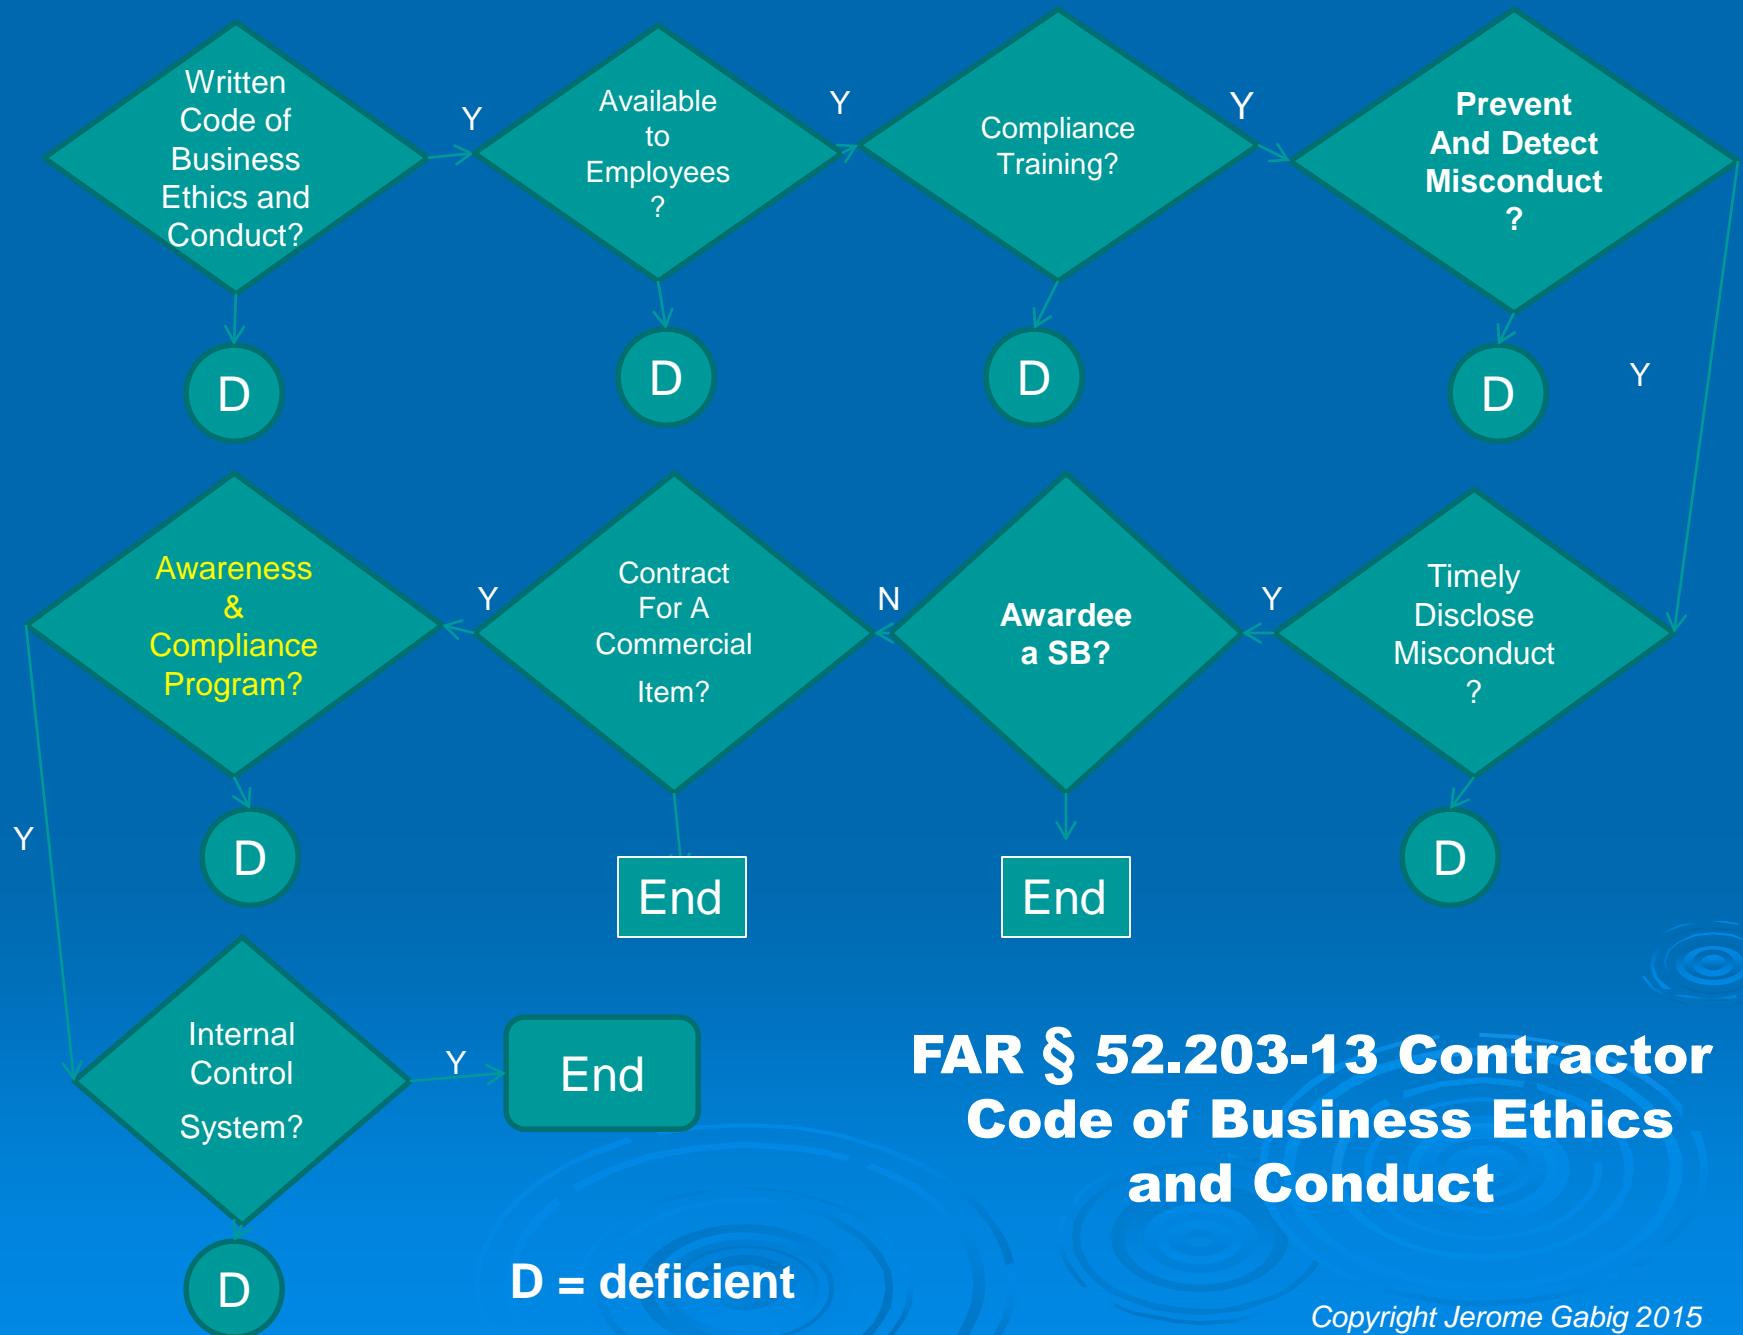 Written
Code of
Business
Ethics and
Conduct?
Y
Available
to
Employees
?
Y
Compliance
Training?
Y
Prevent
And Detect
Misconduct
?
D
D
D
D
Y
Awareness
&
Compliance
Program?
Y
Contract
For A
Commercial
Item?
N
Awardee
a SB?
Y
Timely
Disclose
Misconduct
?
Y
D
End
End
D
Internal
Control
System?
Y
End
FAR § 52.203-13 Contractor
Code of Business Ethics
and Conduct
D
D = deficient
Copyright Jerome Gabig 2015